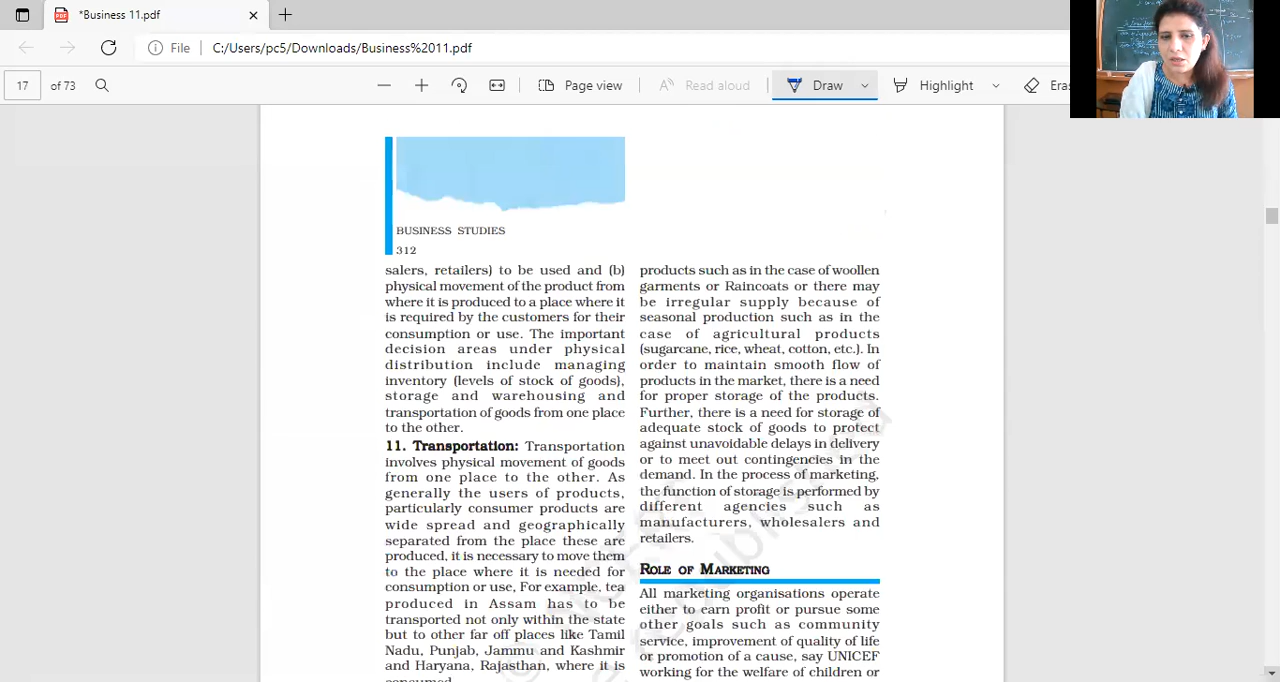 *Business 11.pdf
File
C:/Users/pc5/Downloads/Business%2011.pdf
17 of 73
Page view
Read aloud
Draw
Highlight
Era
BUSINESS STUDIES
312
salers, retailers) to be used and (b)
physical movement of the product from
where it is produced to a place where it
is required by the customers for their
consumption or use. The important
decision areas under physical
distribution include managing
inventory (levels of stock of goods),
storage and warehousing and
transportation of goods from one place
to the other.
11. Transportation: Transportation
involves physical movement of goods
from one place to the other. As
generally the users of products,
particularly consumer products are
wide spread and geographically
separated from the place these are
produced, it is necessary to move them
to the place where it is needed for
consumption or use, For example, tea
produced in Assam has to be
transported not only within the state
but to other far off places like Tamil
Nadu, Punjab, Jammu and Kashmir
and Haryana, Rajasthan, where it is
consumed
products such as in the case of woollen
garments or Raincoats or there may
be irregular supply because of
seasonal production such as in the
case of agricultural products
(sugarcane, rice, wheat, cotton, etc.). In
order to maintain smooth flow of
products in the market, there is a need
for proper storage of the products.
Further, there is a need for storage of
adequate stock of goods to protect
against unavoidable delays in delivery
or to meet out contingencies in the
demand. In the process of marketing,
the function of storage is performed by
different agencies such as
manufacturers, wholesalers and
retailers.
ROLE OF MARKETING
All marketing organisations operate
either to earn profit or pursue some
other goals such as community
service, improvement of quality of life
or promotion of a cause, say UNICEF
working for the welfare of children or